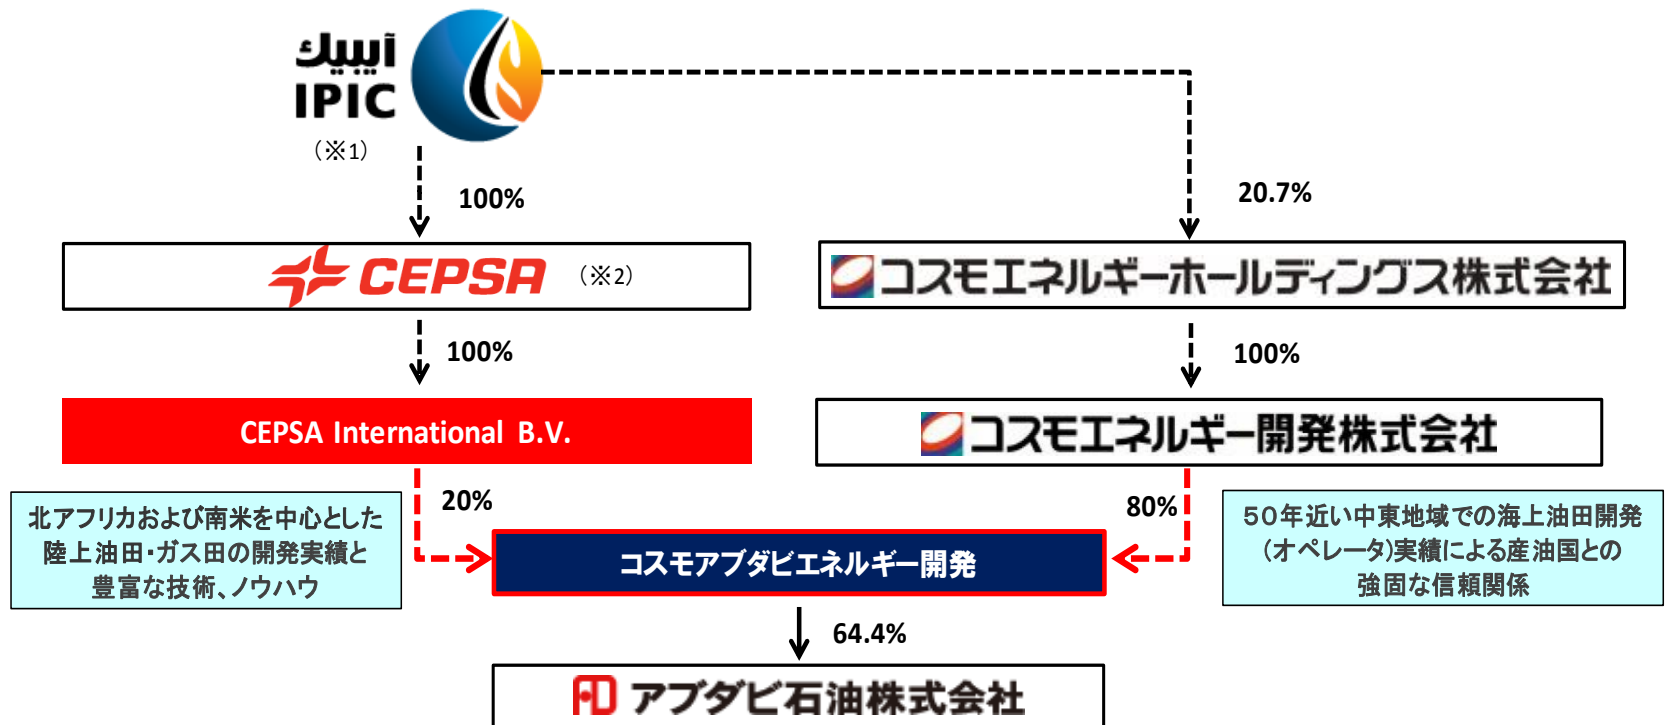 آيبيك
IPIC
(※1)
100%
20.7%
CEPSA (※2)
コスモエネルギーホールディングス株式会社
100%
100%
CEPSA International B.V.
コスモエネルギー開発株式会社
20%
80%
北アフリカおよび南米を中心とした
陸上油田・ガス田の開発実績と
豊富な技術、ノウハウ
50年近い中東地域での海上油田開発
(オペレータ)実績による産油国との
強固な信頼関係
コスモアブダビエネルギー開発
64.4%
アブダビ石油株式会社